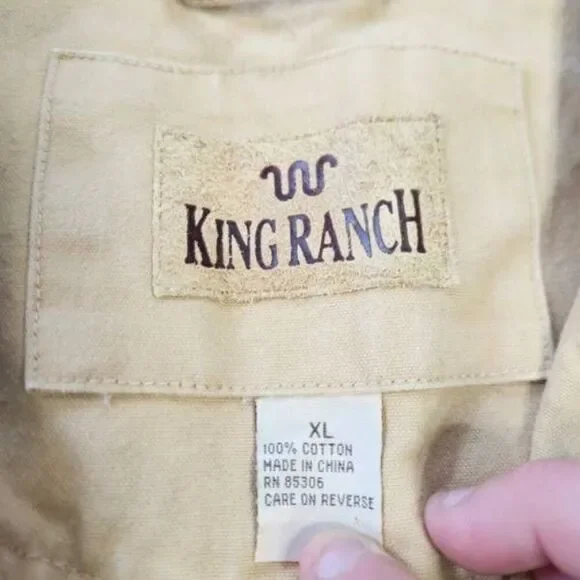 KING RANCH
XL
100% COTTON
MADE IN CHINA
RN 85306
CARE ON REVERSE